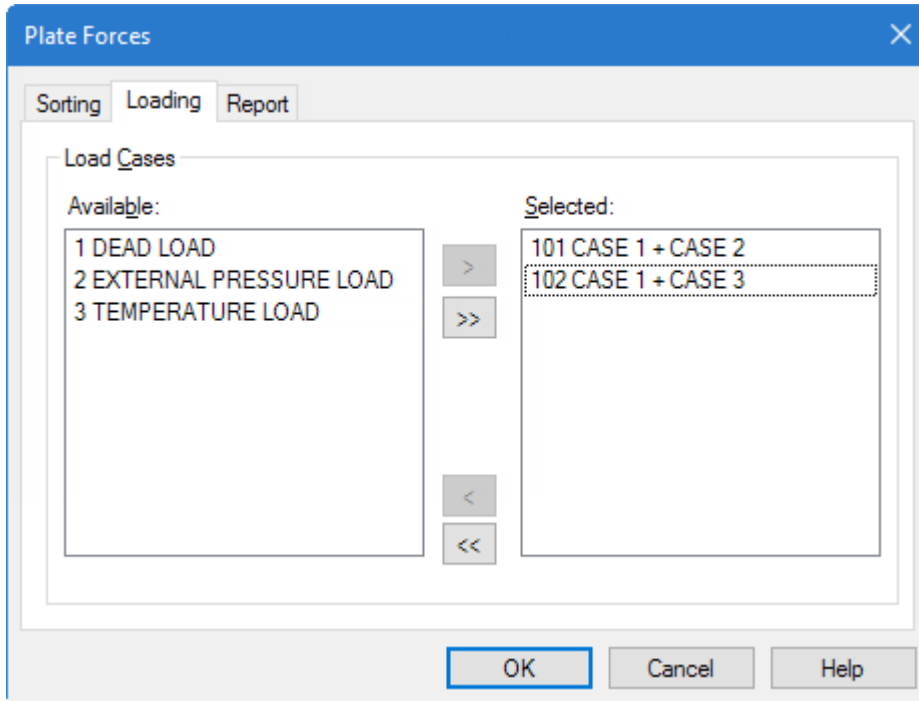 Plate Forces
Sorting Loading Report
Load Cases
Available:
Selected:
1 DEAD LOAD
2 EXTERNAL PRESSURE LOAD
3 TEMPERATURE LOAD
>
>>
<
<<
101 CASE 1 + CASE 2
102 CASE 1 + CASE 3
OK Cancel Help